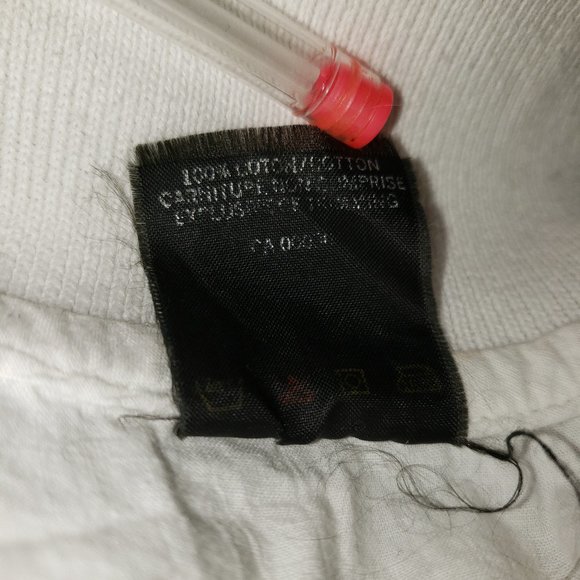 100% COTON/COTTON
GARNITURE NON COMPRISE
EXCLUSIVE OF TRIMMING
CA